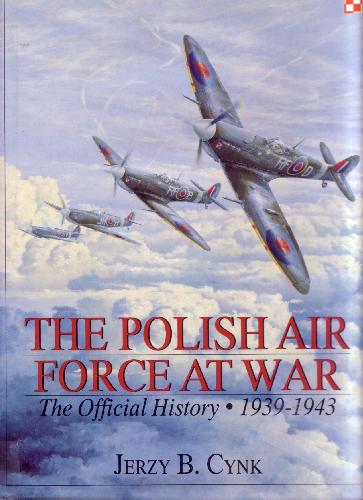 THE POLISH AIR
FORCE AT WAR
The Official History • 1939-1943
JERZY B. CYNK